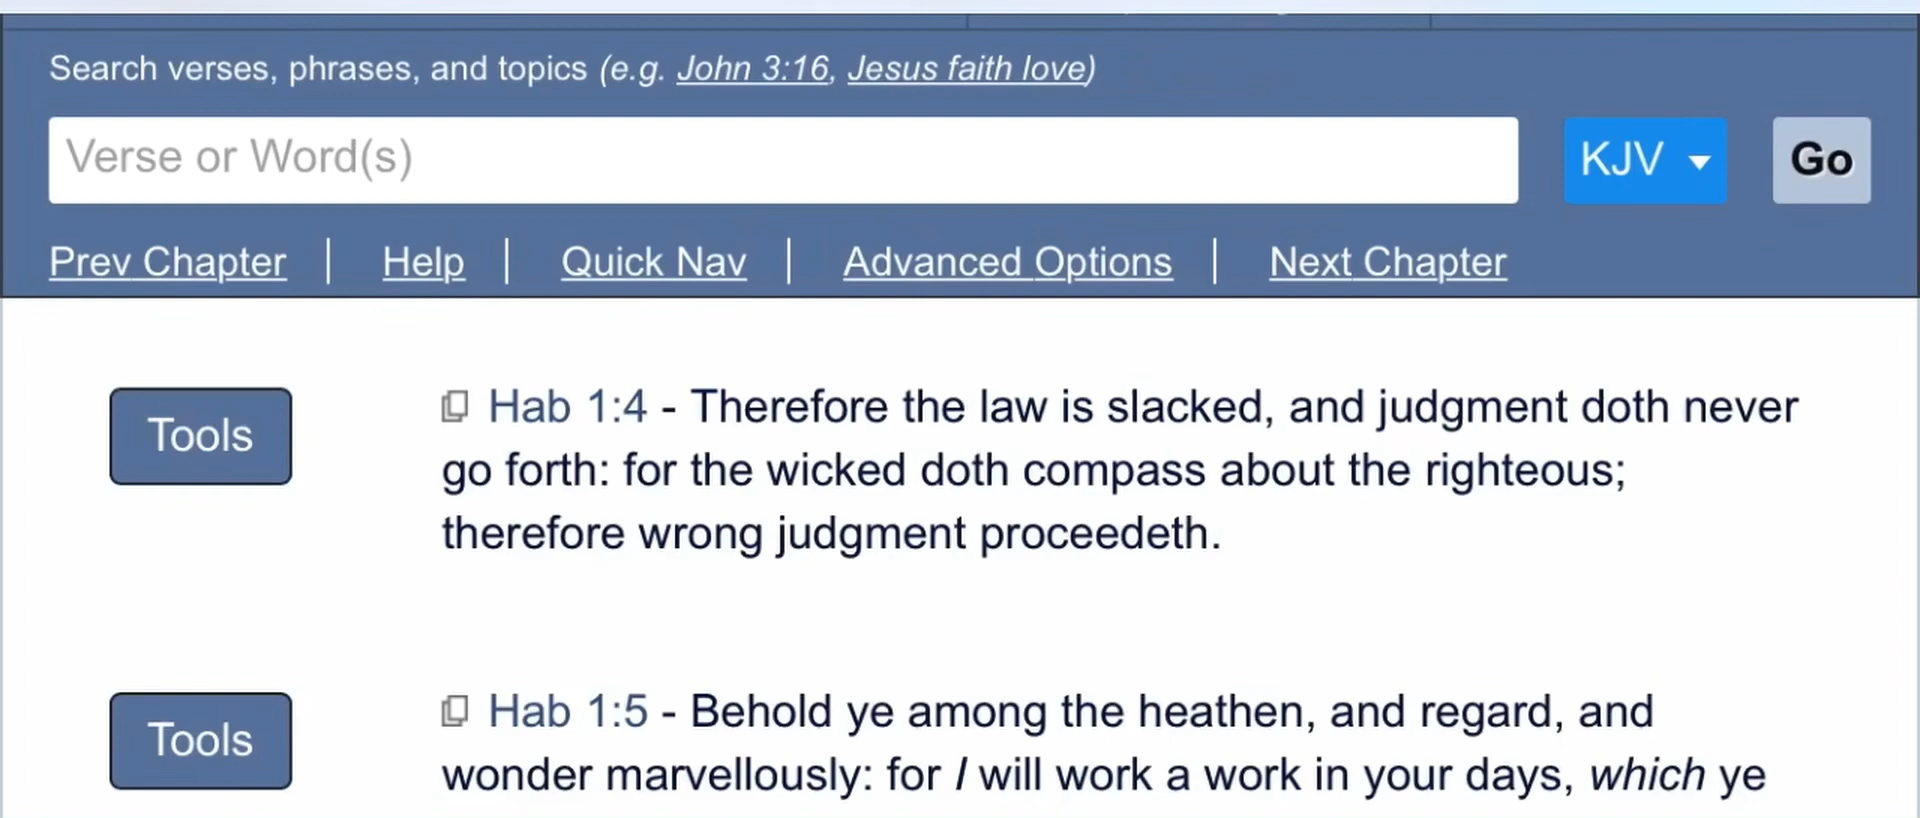 Search verses, phrases, and topics (e.g. John 3:16, Jesus faith love)
Verse or Word(s)
KJV
Go
Prev Chapter | Help | Quick Nav | Advanced Options | Next Chapter
Tools
Hab 1:4 - Therefore the law is slacked, and judgment doth never
go forth: for the wicked doth compass about the righteous;
therefore wrong judgment proceedeth.
Tools
Hab 1:5 - Behold ye among the heathen, and regard, and
wonder marvellously: for I will work a work in your days, which ye